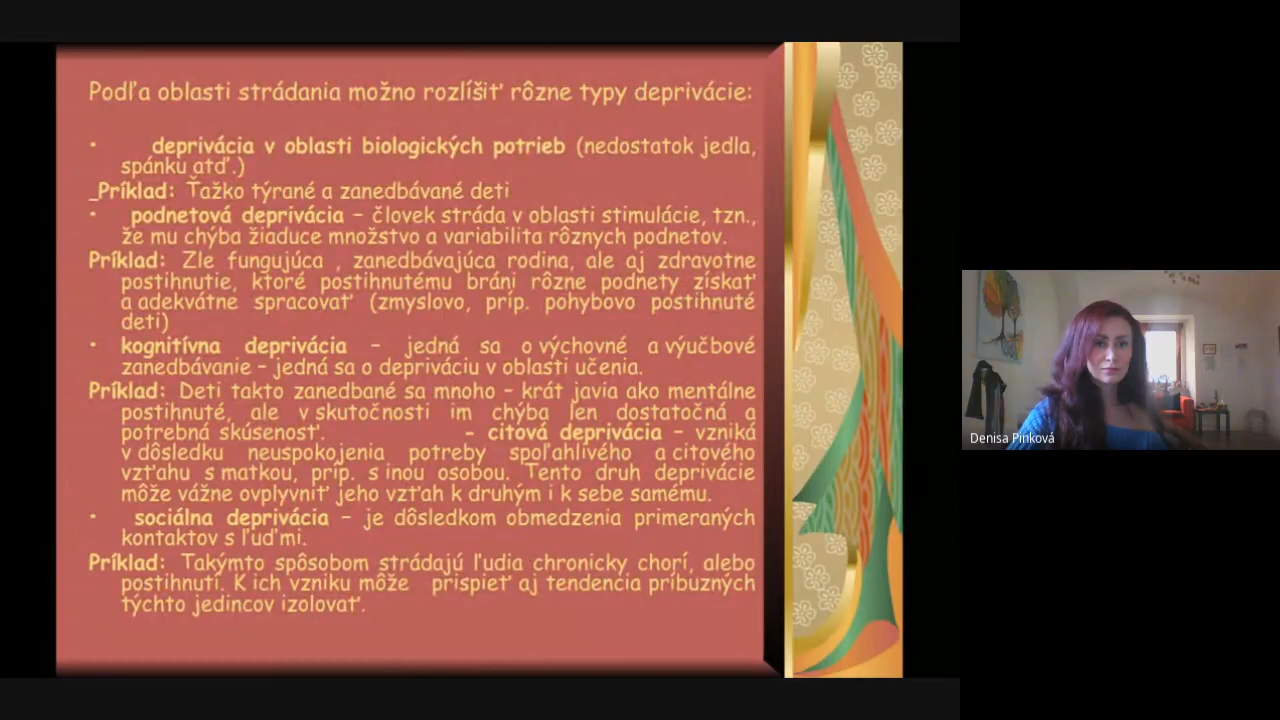 Podľa oblasti strádania možno rozlíšiť rôzne typy deprivácie:
• deprivácia v oblasti biologických potrieb (nedostatok jedla,
spánku atď.)
_Príklad: Ťažko týrané a zanedbávané deti
• podnetová deprivácia – človek stráda v oblasti stimulácie, tzn.,
že mu chýba žiaduce množstvo a variabilita rôznych podnetov.
Príklad: Zle fungujúca , zanedbávajúca rodina, ale aj zdravotne
postihnutie, ktoré postihnutému bráni rôzne podnety získať
a adekvátne spracovať (zmyslovo, príp. pohybovo postihnuté
deti)
• kognitívna deprivácia – jedná sa o výchovné a výučbové
zanedbávanie – jedná sa o depriváciu v oblasti učenia.
Príklad: Deti takto zanedbané sa mnoho – krát javia ako mentálne
postihnuté, ale v skutočnosti im chýba len dostatočná a
potrebná skúsenosť. - citová deprivácia – vzniká
v dôsledku neuspokojenia potreby spoľahlivého a citového
vzťahu s matkou, príp. s inou osobou. Tento druh deprivácie
môže vážne ovplyvniť jeho vzťah k druhým i k sebe samému.
• sociálna deprivácia – je dôsledkom obmedzenia primeraných
kontaktov s ľuďmi.
Príklad: Takýmto spôsobom strádajú ľudia chronicky chorí, alebo
postihnutí. K ich vzniku môže prispieť aj tendencia príbuzných
týchto jedincov izolovať.
Denisa Pinková